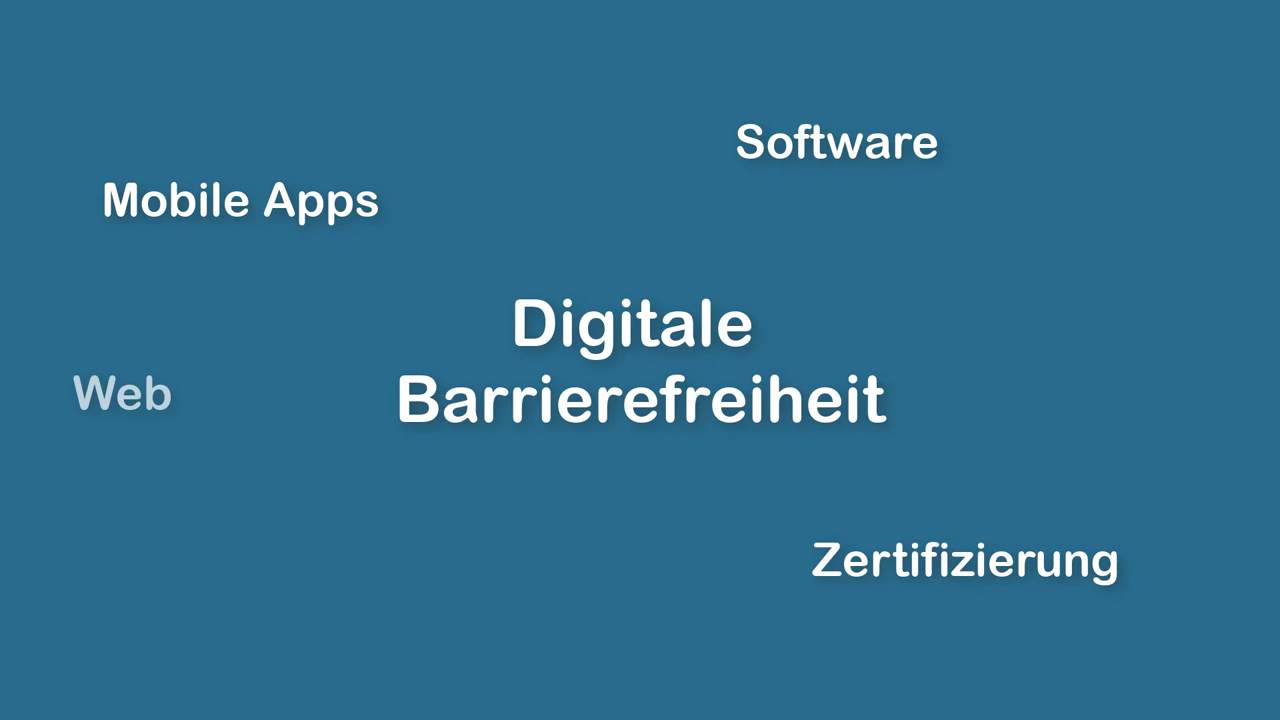 Software
Mobile Apps
Digitale
Barrierefreiheit
Web
Zertifizierung